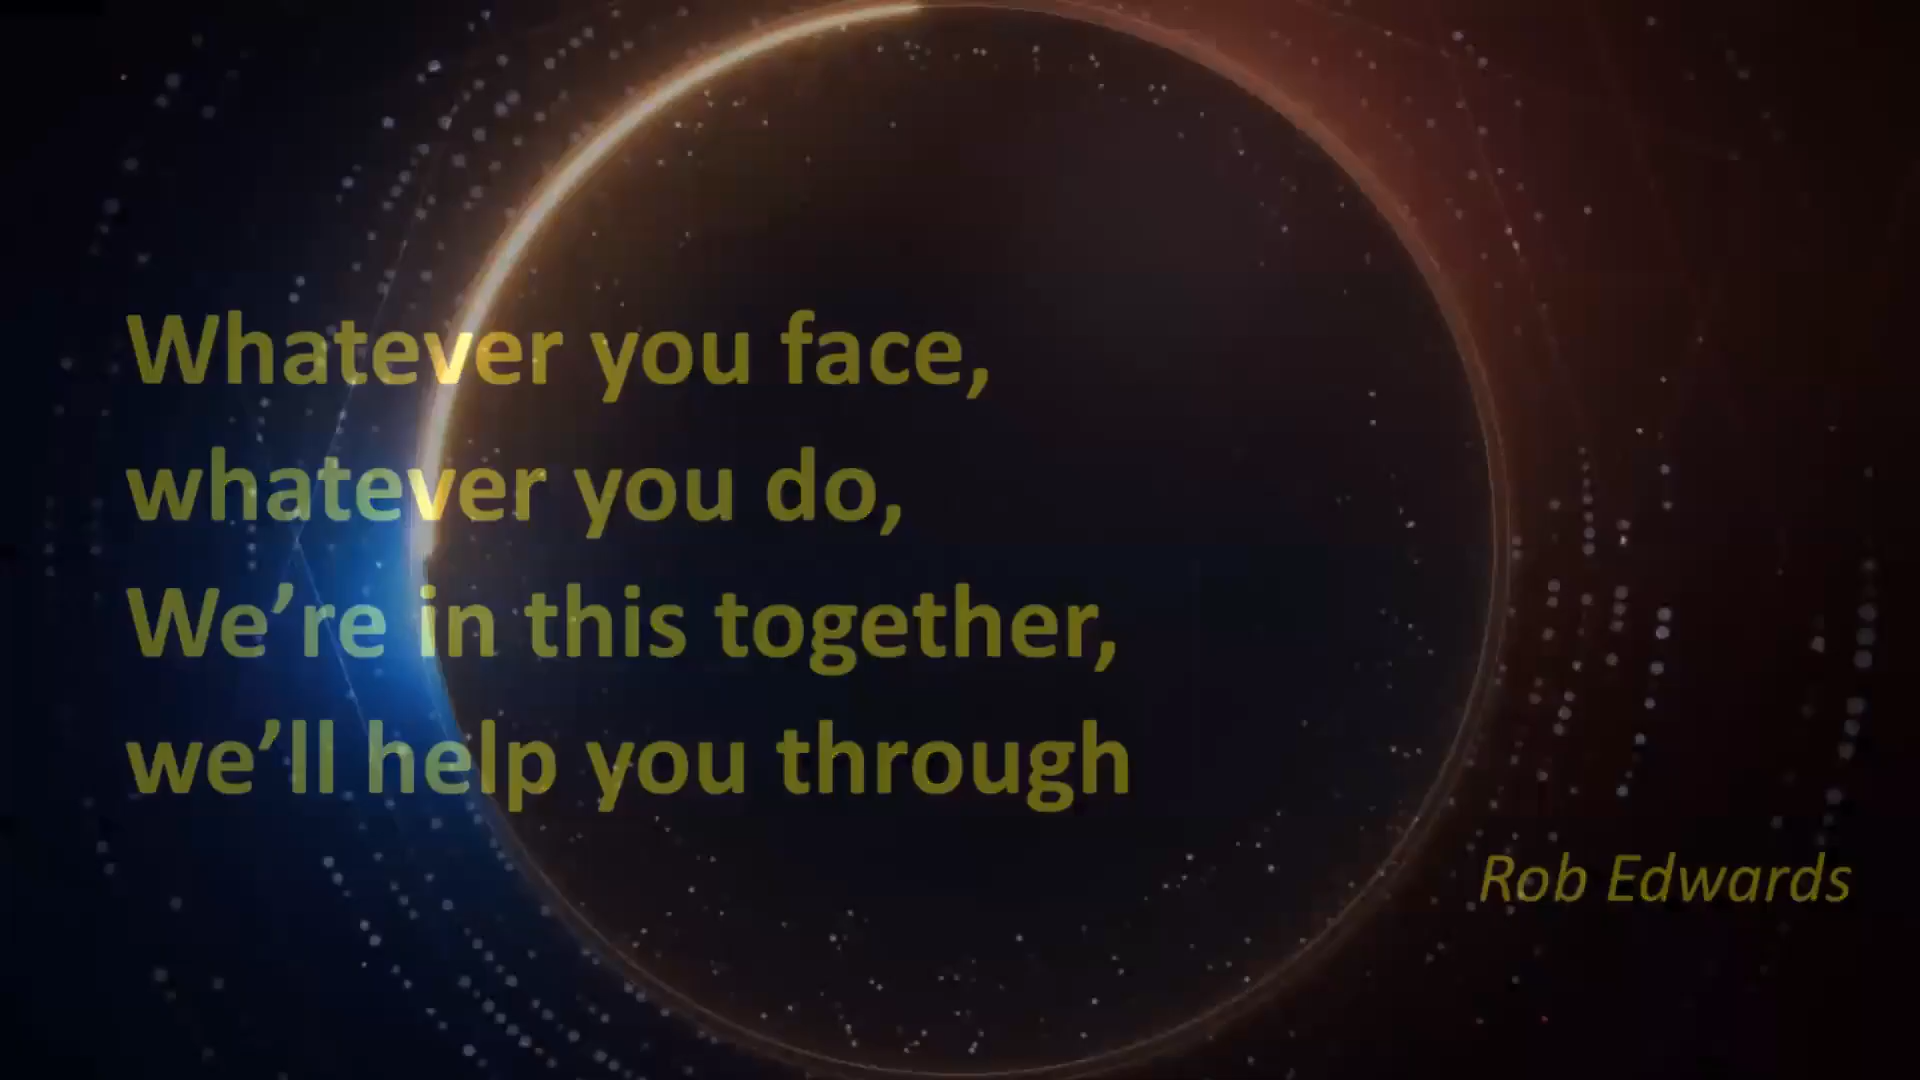 Whatever you face,
whatever you do,
We’re in this together,
we’ll help you through
Rob Edwards